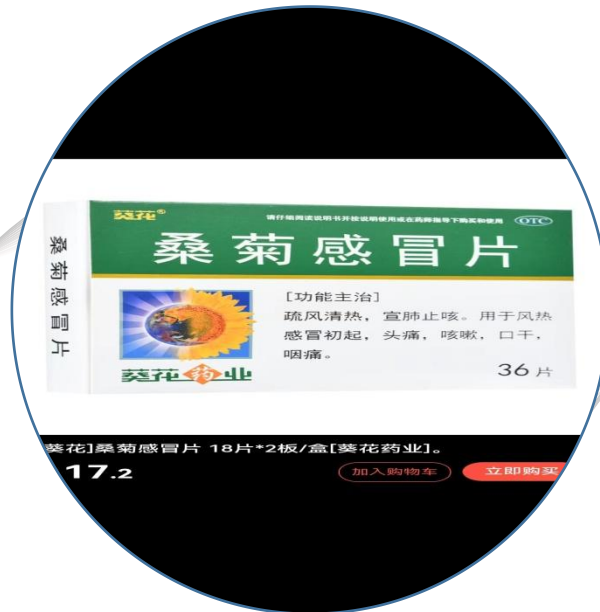 葵花®
请仔细阅读说明书并按说明使用或在药师指导下购买和使用
OTC
桑菊感冒片
桑菊感冒片
[功能主治]
疏风清热，宣肺止咳。用于风热
感冒初起，头痛，咳嗽，口干，
咽痛。
葵花药业
36片
葵花]桑菊感冒片 18片*2板/盒[葵花药业]。
17.2
加入购物车
立即购买